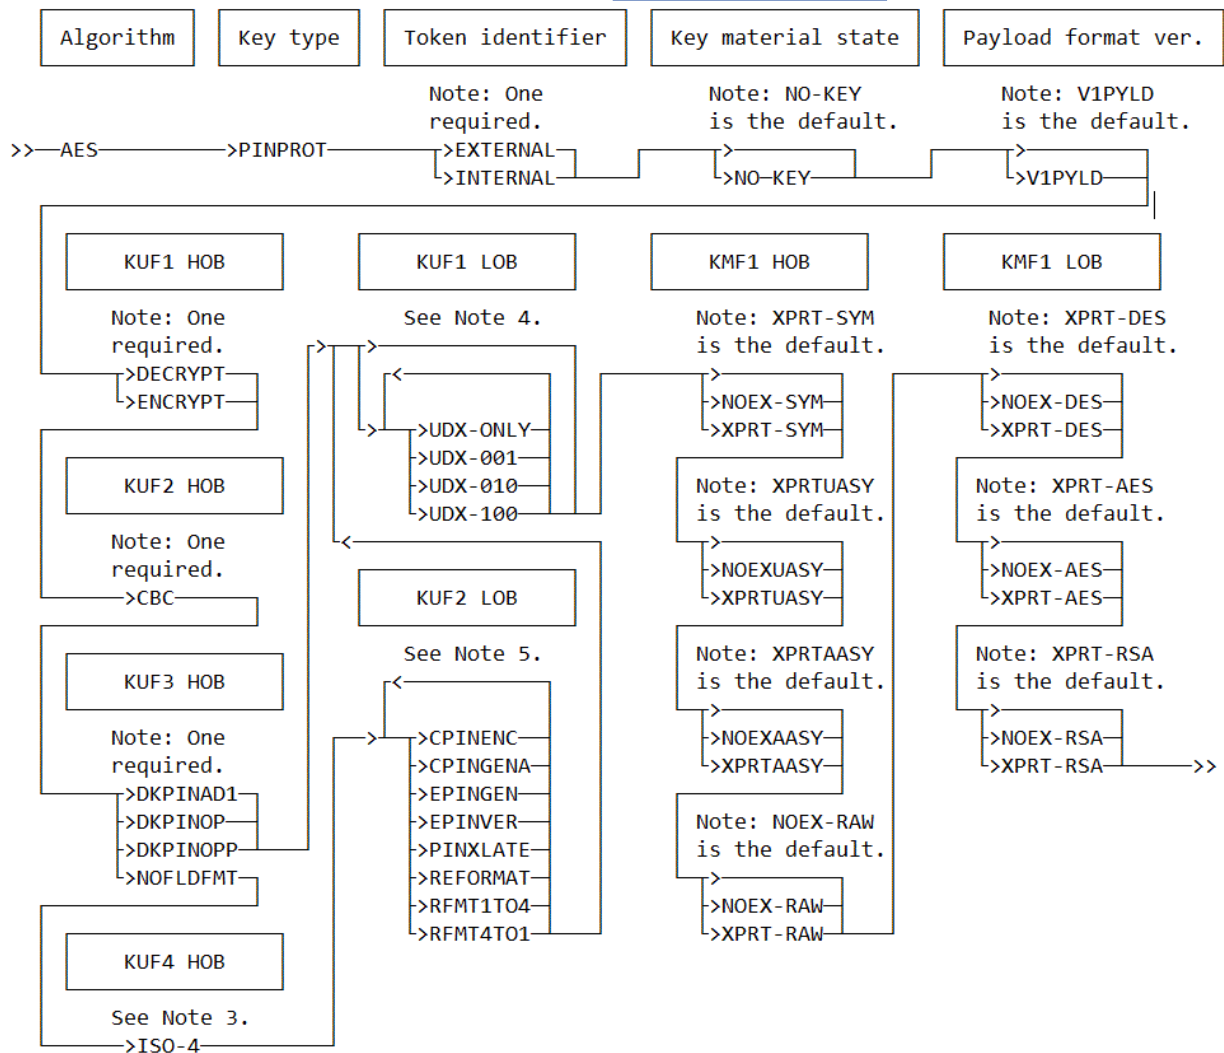 Algorithm Key type Token identifier Key material state Payload format ver.
Note: One Note: NO-KEY Note: V1PYLD
required. is the default. is the default.
>>—AES >PINPROT >EXTERNAL > >
>INTERNAL >NO-KEY >V1PYLD
KUF1 HOB KUF1 LOB KMF1 HOB KMF1 LOB
Note: One See Note 4. Note: XPRT-SYM Note: XPRT-DES
required. > > is the default. is the default.
>DECRYPT < > >
>ENCRYPT >NOEX-SYM >NOEX-DES
> >UDX-ONLY >XPRT-SYM >XPRT-DES
>UDX-001
KUF2 HOB >UDX-010 Note: XPRTUASY Note: XPRT-AES
>UDX-100 is the default. is the default.
Note: One < > >
required. >NOEXUASY >NOEX-AES
>CBC KUF2 LOB >XPRTUASY >XPRT-AES
See Note 5. Note: XPRTAASY Note: XPRT-RSA
KUF3 HOB < is the default. is the default.
> >
Note: One > >CPINENC >NOEXAASY >NOEX-RSA
required. >CPINGENA >XPRTAASY >XPRT-RSA >>
>DKPINAD1 >EPINGEN
>DKPINOP >EPINVER Note: NOEX-RAW
>DKPINOPP >PINXLATE is the default.
>NOFLDFMT >REFORMAT >
>RFMT1TO4 >NOEX-RAW
>RFMT4TO1 >XPRT-RAW
KUF4 HOB
See Note 3.
>ISO-4